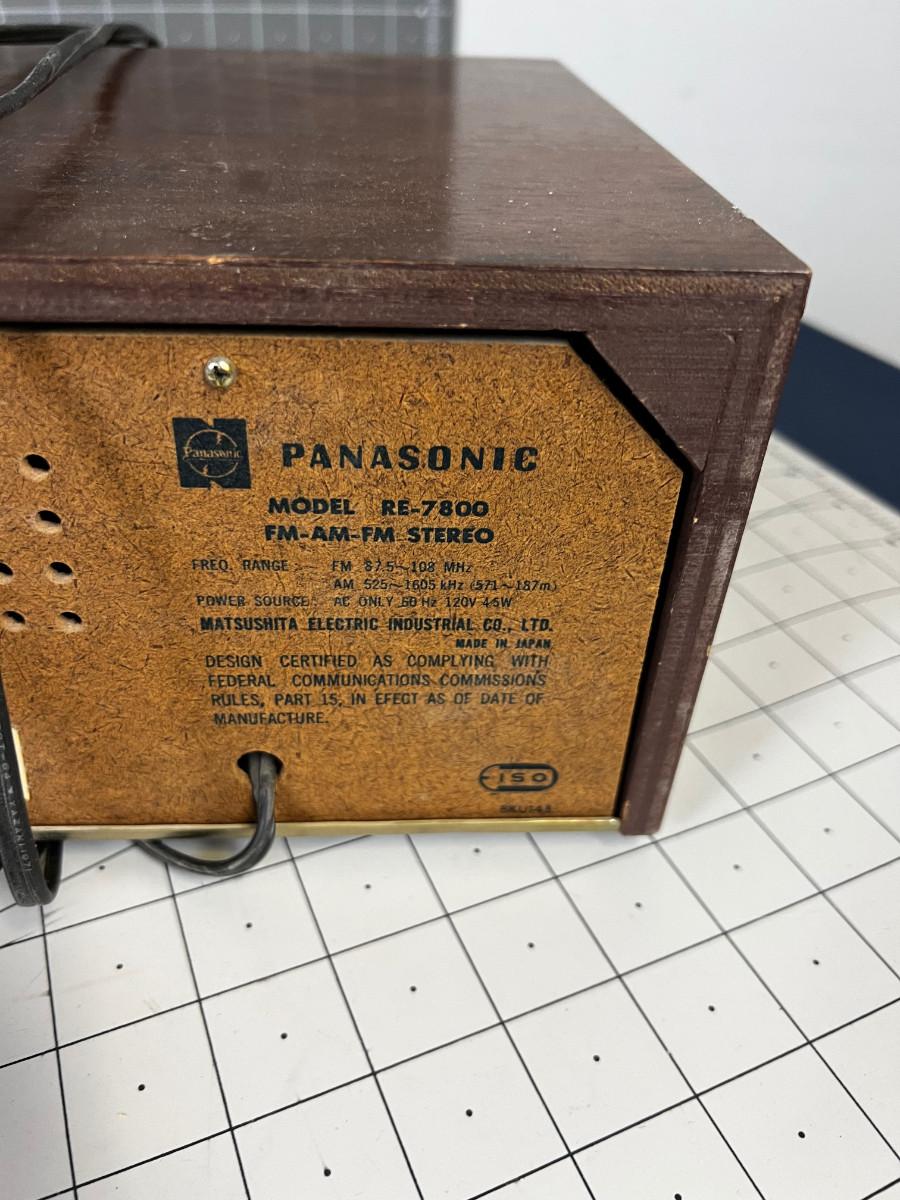 Panasonic
PANASONIC
MODEL RE-7800
FM-AM-FM STEREO
FREQ. RANGE : FM 87.5~108 MHz
AM 525~1605 kHz (571~187m)
POWER SOURCE: AC ONLY 60 Hz 120V 45W
MATSUSHITA ELECTRIC INDUSTRIAL CO., LTD.
MADE IN JAPAN
DESIGN CERTIFIED AS COMPLYING WITH
FEDERAL COMMUNICATIONS COMMISSIONS
RULES, PART 15, IN EFFECT AS OF DATE OF
MANUFACTURE.
ISO